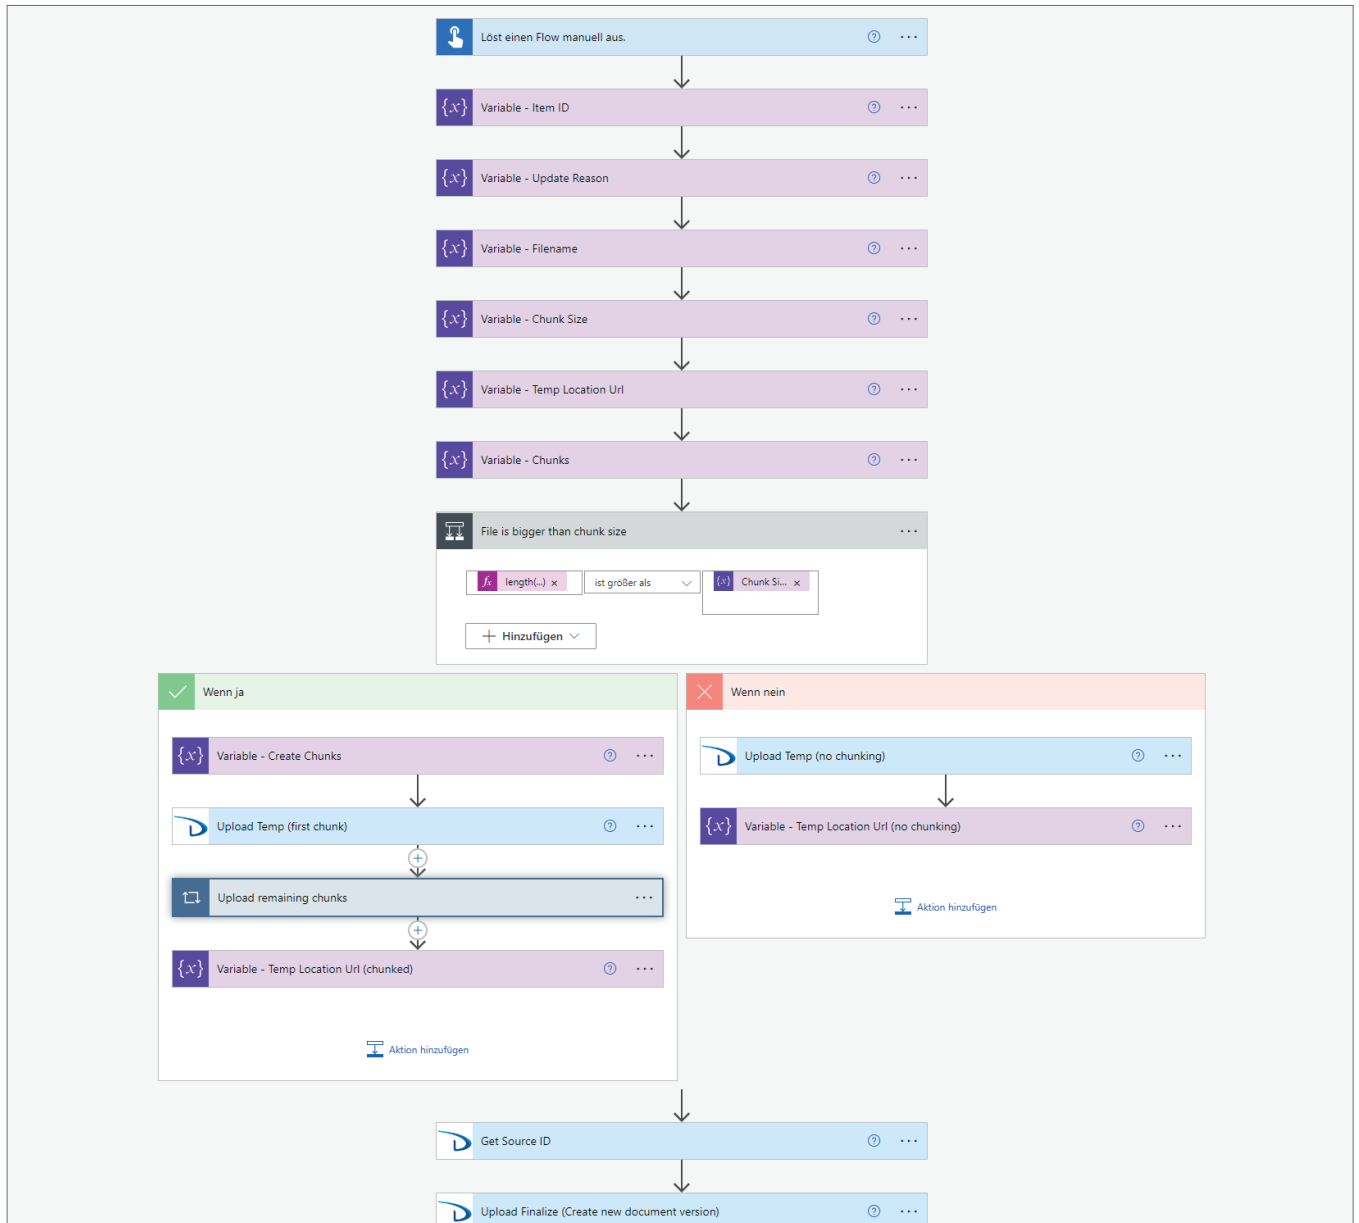 Löst einen Flow manuell aus.
{x} Variable - Item ID
{x} Variable - Update Reason
{x} Variable - Filename
{x} Variable - Chunk Size
{x} Variable - Temp Location Url
{x} Variable - Chunks
File is bigger than chunk size
fx length(...) x ist größer als {x} Chunk Si... x
+ Hinzufügen
Wenn ja
{x} Variable - Create Chunks
Upload Temp (first chunk)
Upload remaining chunks
{x} Variable - Temp Location Url (chunked)
Aktion hinzufügen
Wenn nein
Upload Temp (no chunking)
{x} Variable - Temp Location Url (no chunking)
Aktion hinzufügen
Get Source ID
Upload Finalize (Create new document version)